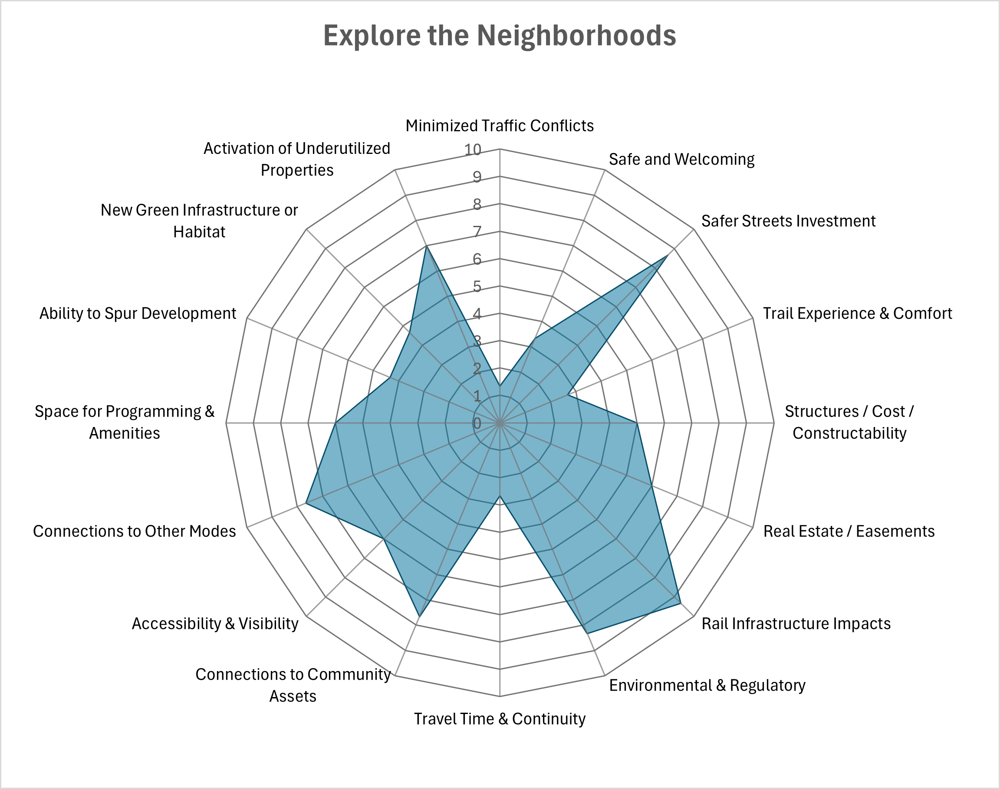 Explore the Neighborhoods
Minimized Traffic Conflicts
Safe and Welcoming
Safer Streets Investment
Trail Experience & Comfort
Structures / Cost /
Constructability
Real Estate / Easements
Rail Infrastructure Impacts
Environmental & Regulatory
Travel Time & Continuity
Connections to Community
Assets
Accessibility & Visibility
Connections to Other Modes
Space for Programming &
Amenities
Ability to Spur Development
New Green Infrastructure or
Habitat
Activation of Underutilized
Properties
10
9
8
7
6
5
4
3
2
1
0